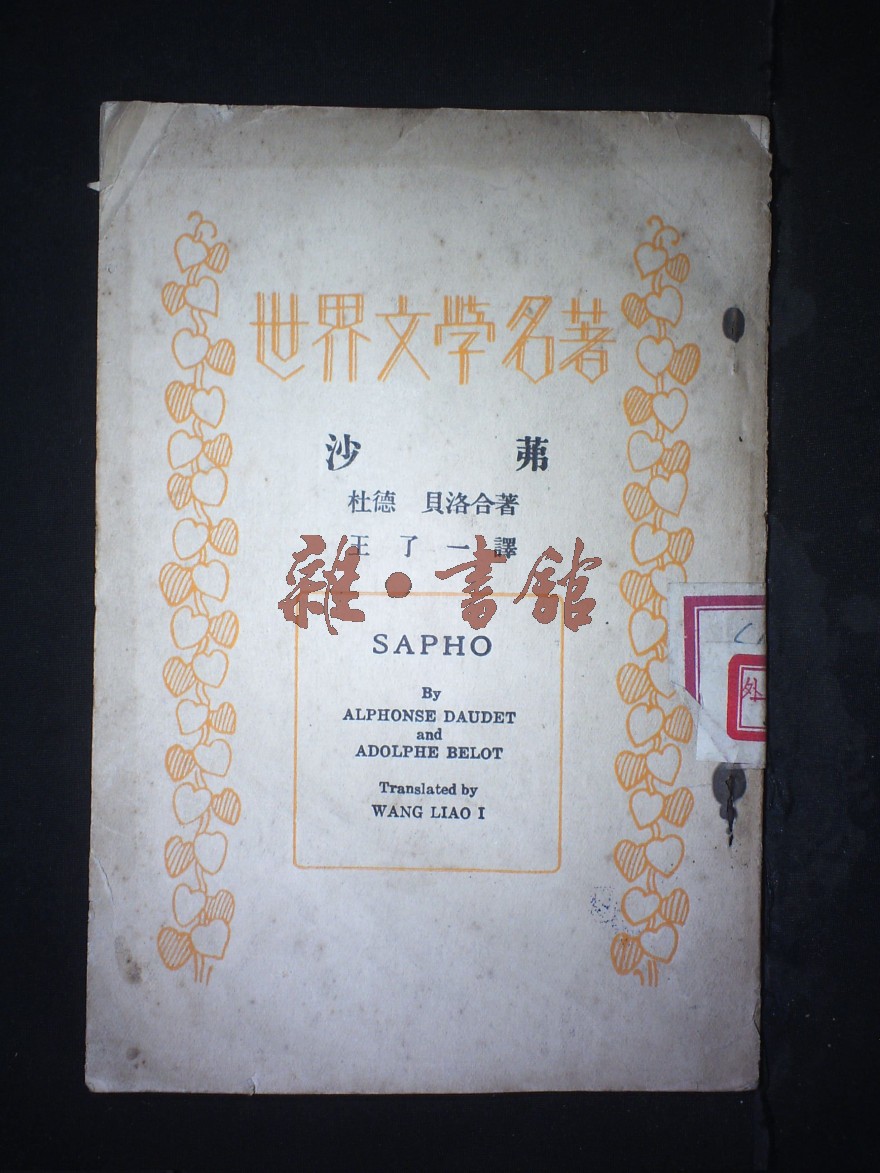 世界文學名著
沙 茀
杜德 貝洛合著
王了一譯
雜·書館
SAPHO
By
ALPHONSE DAUDET
and
ADOLPHE BELOT
Translated by
WANG LIAO I
外